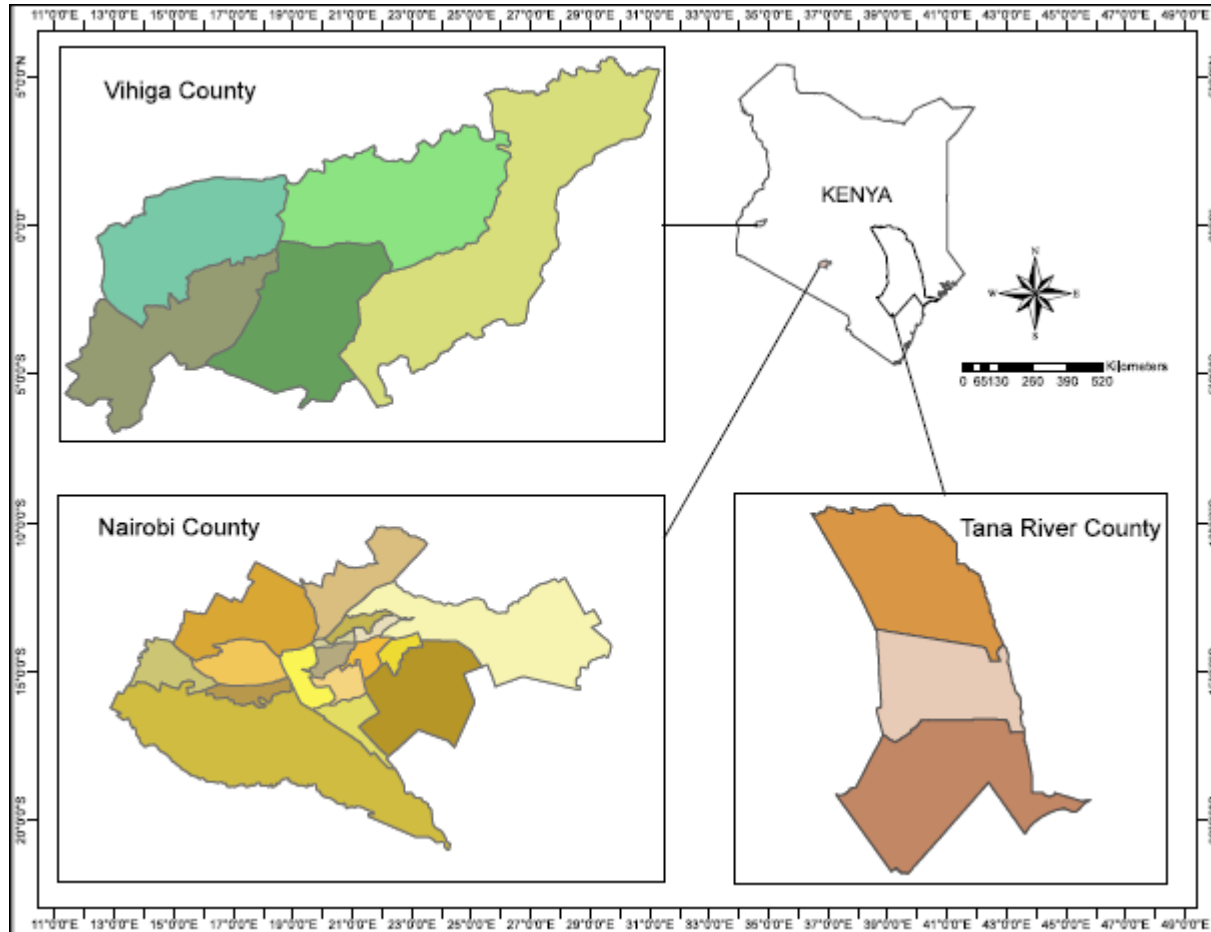 11°0'0"E 13°0'0"E 15°0'0"E 17°0'0"E 19°0'0"E 21°0'0"E 23°0'0"E 25°0'0"E 27°0'0"E 29°0'0"E 31°0'0"E 33°0'0"E 35°0'0"E 37°0'0"E 39°0'0"E 41°0'0"E 43°0'0"E 45°0'0"E 47°0'0"E 49°0'0"E
5°0'0"N
0°0'0"
5°0'0"S
10°0'0"S
15°0'0"S
20°0'0"S
Vihiga County
KENYA
N
W E
S
Kilometers
0 65130 260 390 520
Nairobi County
Tana River County
11°0'0"E 13°0'0"E 15°0'0"E 17°0'0"E 19°0'0"E 21°0'0"E 23°0'0"E 25°0'0"E 27°0'0"E 29°0'0"E 31°0'0"E 33°0'0"E 35°0'0"E 37°0'0"E 39°0'0"E 41°0'0"E 43°0'0"E 45°0'0"E 47°0'0"E 49°0'0"E